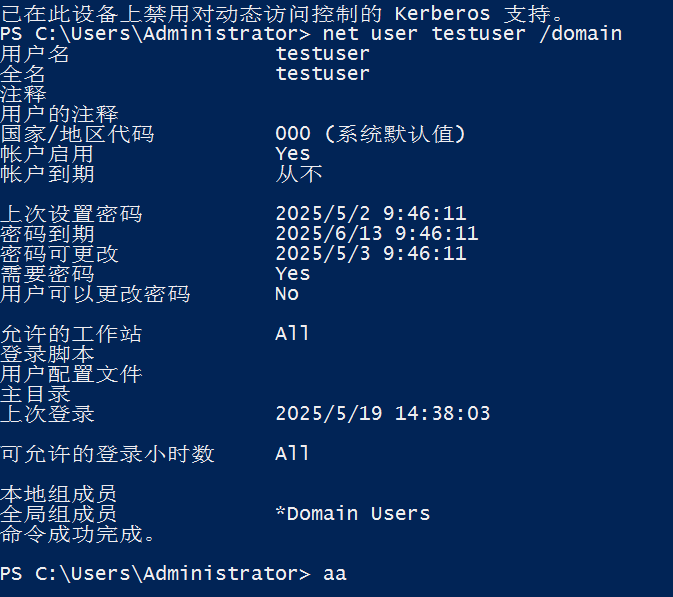 已在此设备上禁用对动态访问控制的 Kerberos 支持。
PS C:\Users\Administrator> net user testuser /domain
用户名 testuser
全名 testuser
注释
用户的注释
国家/地区代码 000 (系统默认值)
帐户启用 Yes
帐户到期 从不
上次设置密码 2025/5/2 9:46:11
密码到期 2025/6/13 9:46:11
密码可更改 2025/5/3 9:46:11
需要密码 Yes
用户可以更改密码 No
允许的工作站 All
登录脚本
用户配置文件
主目录
上次登录 2025/5/19 14:38:03
可允许的登录小时数 All
本地组成员
全局组成员 *Domain Users
命令成功完成。
PS C:\Users\Administrator> aa